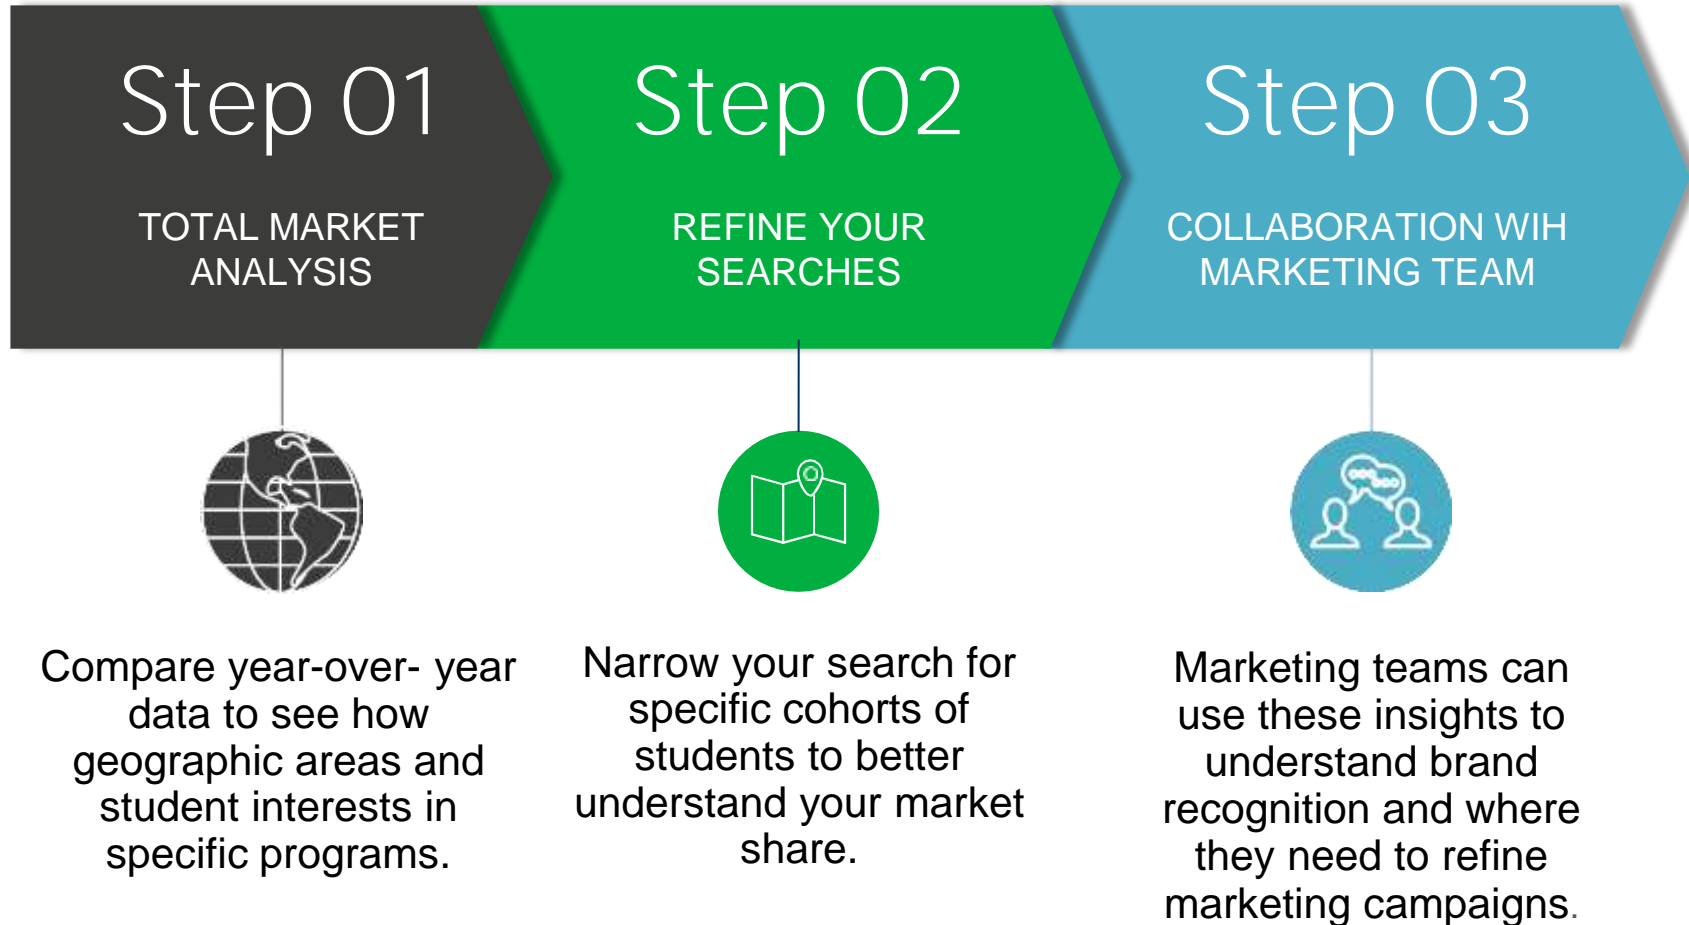 Step 01
TOTAL MARKET
ANALYSIS
Compare year-over- year
data to see how
geographic areas and
student interests in
specific programs.
Step 02
REFINE YOUR
SEARCHES
Narrow your search for
specific cohorts of
students to better
understand your market
share.
Step 03
COLLABORATION WIH
MARKETING TEAM
Marketing teams can
use these insights to
understand brand
recognition and where
they need to refine
marketing campaigns.